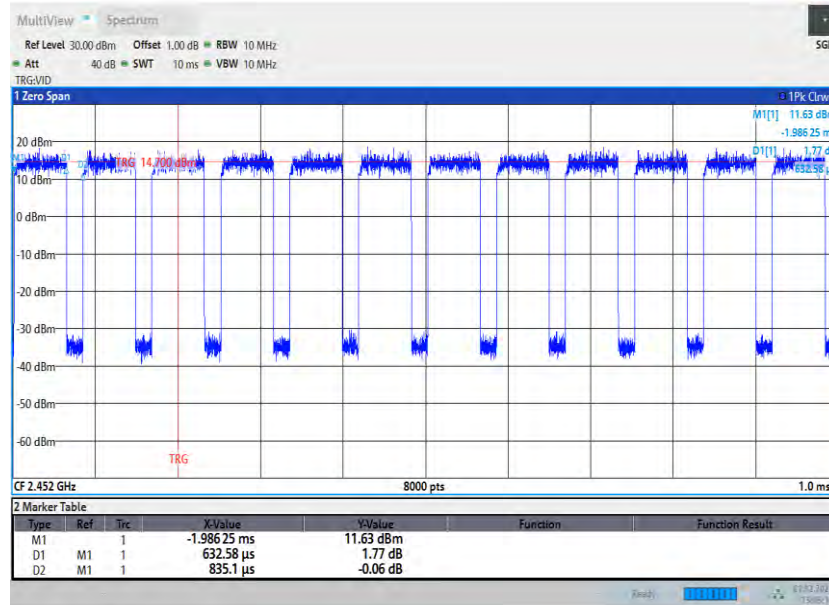 MultiView Spectrum
Ref Level 30.00 dBm Offset 1.00 dB RBW 10 MHz
SGL
Att 40 dB SWT 10 ms VBW 10 MHz
TRG:VID
1 Zero Span 1Pk Clrw
M1[1] 11.63 dBm
-1.986 25 m
20 dBm
D1[1] 1.77 d
TRG 14.700 dBm
632.58 µ
10 dBm
0 dBm
-10 dBm
-20 dBm
-30 dBm
-40 dBm
-50 dBm
-60 dBm
TRG
CF 2.452 GHz 8000 pts 1.0 ms
2 Marker Table
Type Ref Trc X-Value Y-Value Function Function Result
M1 1 -1.986 25 ms 11.63 dBm
D1 M1 1 632.58 µs 1.77 dB
D2 M1 1 835.1 µs -0.06 dB
Ready